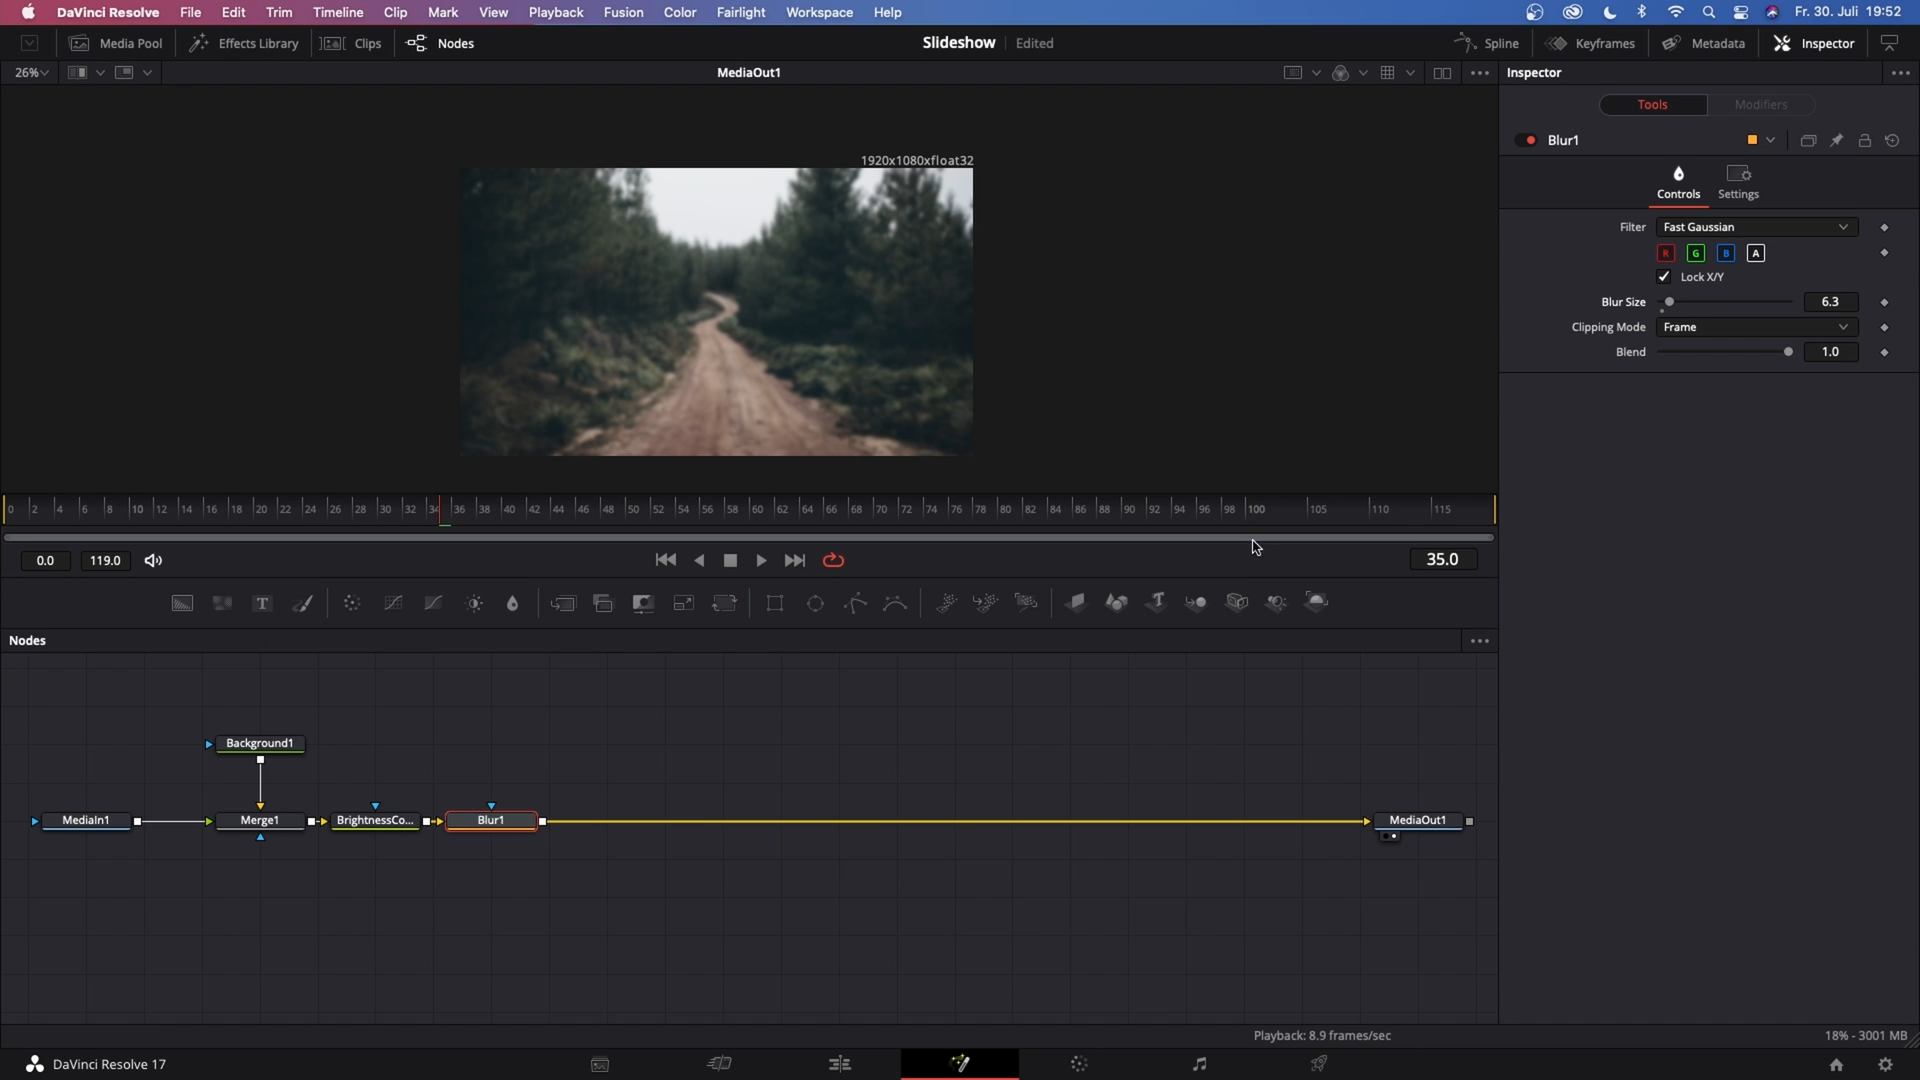 DaVinci Resolve File Edit Trim Timeline Clip Mark View Playback Fusion Color Fairlight Workspace Help Fr. 30. Juli 19:52
Media Pool Effects Library Clips Nodes Slideshow Edited Spline Keyframes Metadata Inspector
26% MediaOut1 Inspector
Tools Modifiers
Blur1
1920x1080xfloat32
Controls Settings
Filter Fast Gaussian
R G B A
Lock X/Y
Blur Size 6.3
Clipping Mode Frame
Blend 1.0
0 2 4 6 8 10 12 14 16 18 20 22 24 26 28 30 32 34 36 38 40 42 44 46 48 50 52 54 56 58 60 62 64 66 68 70 72 74 76 78 80 82 84 86 88 90 92 94 96 98 100 105 110 115
0.0 119.0 35.0
T
Nodes
Background1
MediaIn1 Merge1 BrightnessCo... Blur1 MediaOut1
Playback: 8.9 frames/sec 18% - 3001 MB
DaVinci Resolve 17